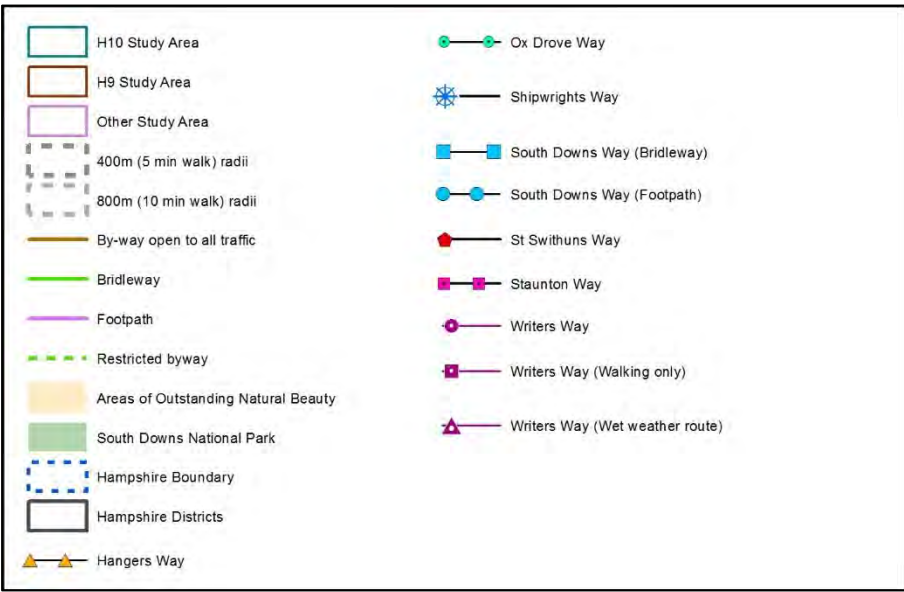 H10 Study Area
H9 Study Area
Other Study Area
400m (5 min walk) radii
800m (10 min walk) radii
By-way open to all traffic
Bridleway
Footpath
Restricted byway
Areas of Outstanding Natural Beauty
South Downs National Park
Hampshire Boundary
Hampshire Districts
Hangers Way
Ox Drove Way
Shipwrights Way
South Downs Way (Bridleway)
South Downs Way (Footpath)
St Swithuns Way
Staunton Way
Writers Way
Writers Way (Walking only)
Writers Way (Wet weather route)